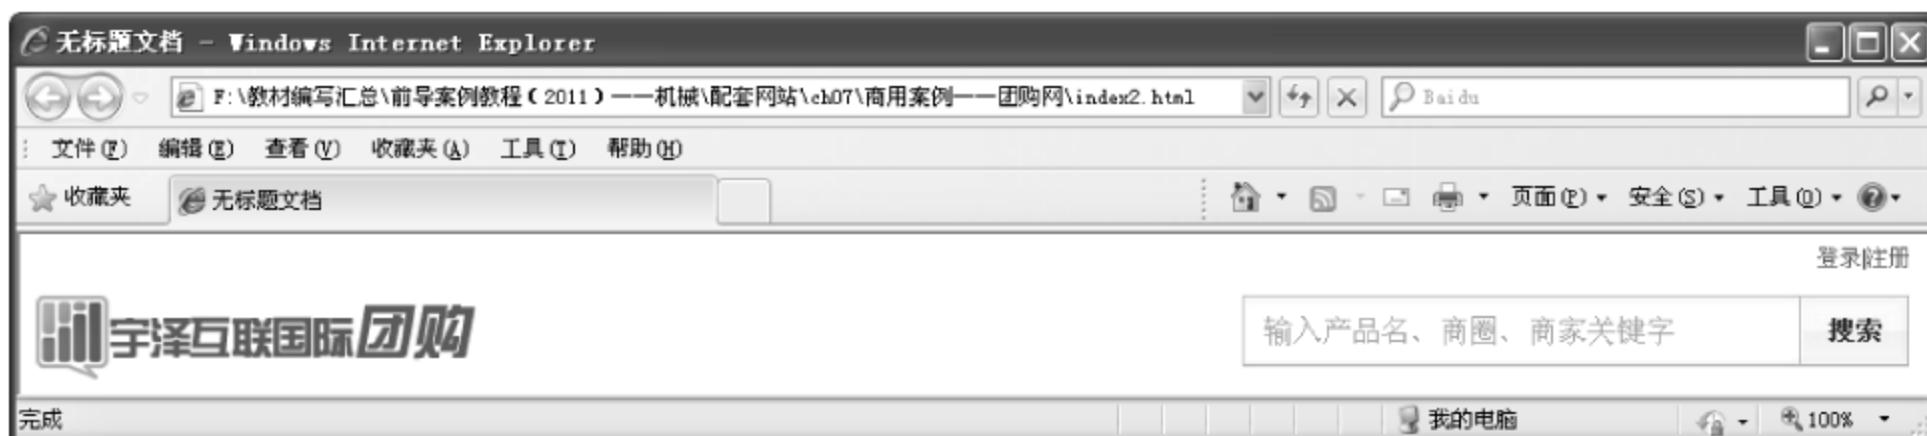 无标题文档 - Windows Internet Explorer
F:\教材编写汇总\前导案例教程(2011)——机械\配套网站\ch07\商用案例——团购网\index2.html Baidu
文件(F) 编辑(E) 查看(V) 收藏夹(A) 工具(T) 帮助(H)
收藏夹 无标题文档 页面(P) 安全(S) 工具(O)
登录|注册
宇泽互联国际团购 输入产品名、商圈、商家关键字 搜索
完成 我的电脑 100%